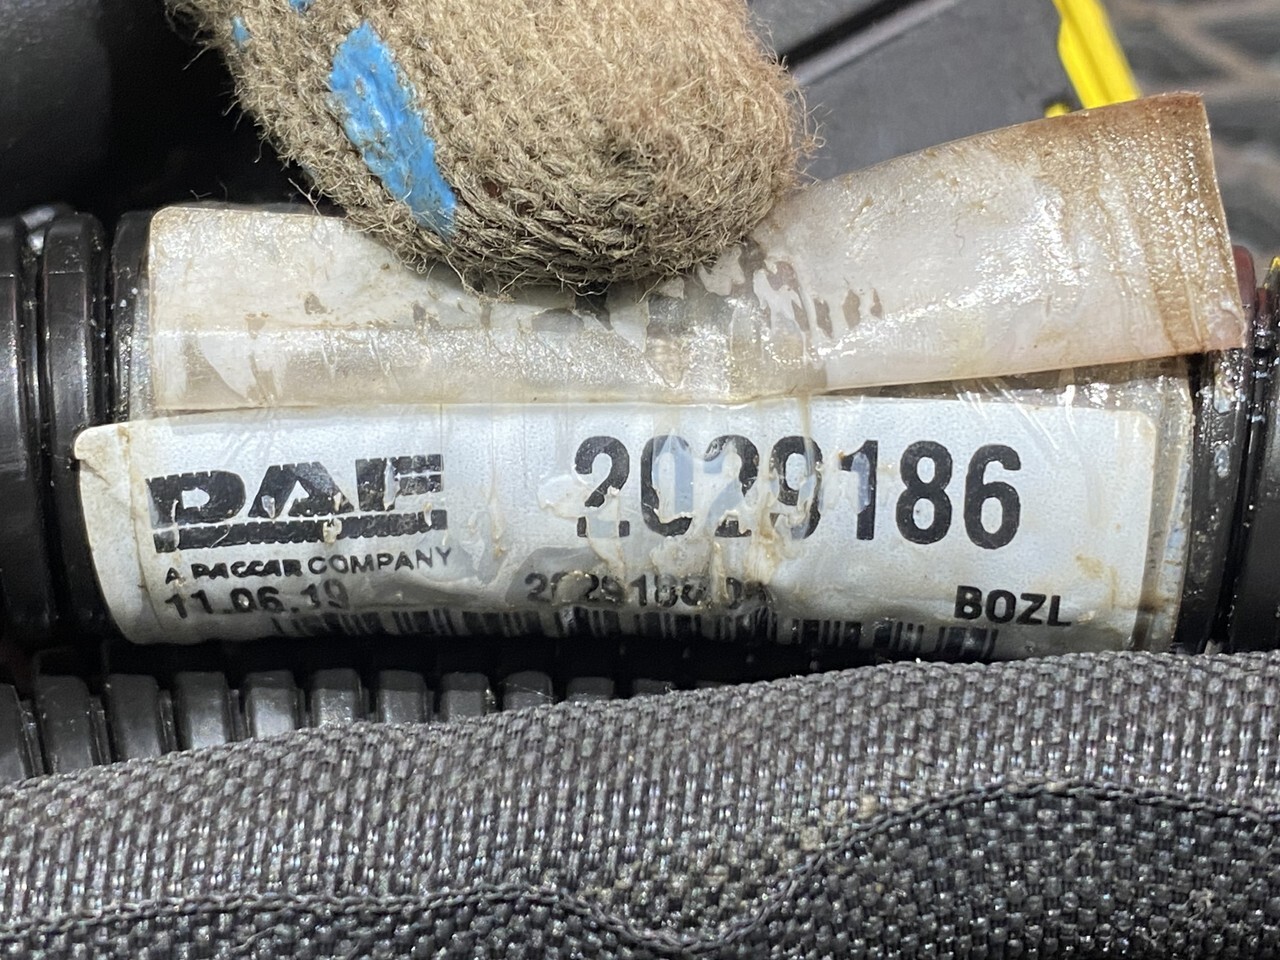 DAF
2029186
A PACCAR COMPANY
11.06.19
BOZL